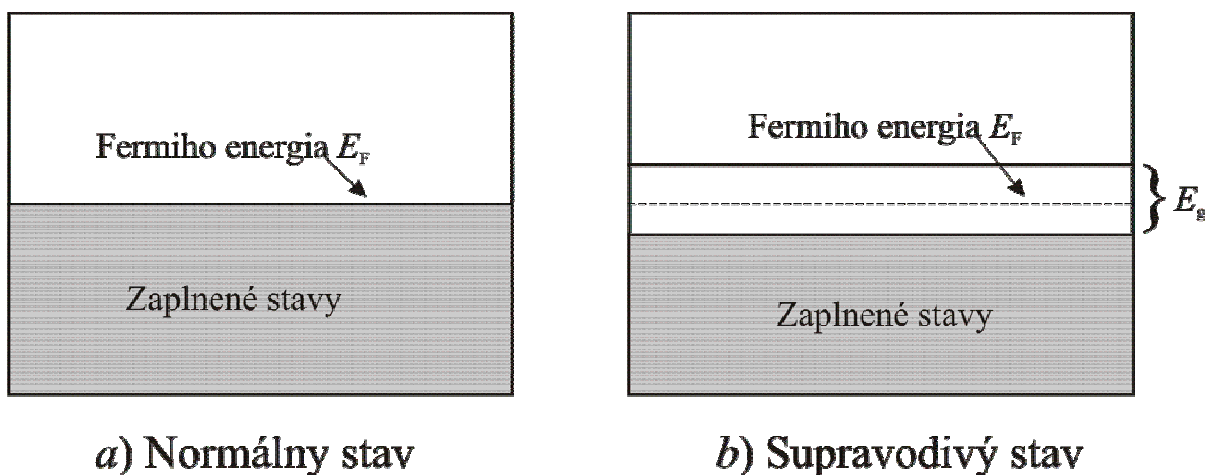 Fermiho energia E_F
Zaplnené stavy
a) Normálny stav
Fermiho energia E_F
} E_g
Zaplnené stavy
b) Supravodivý stav